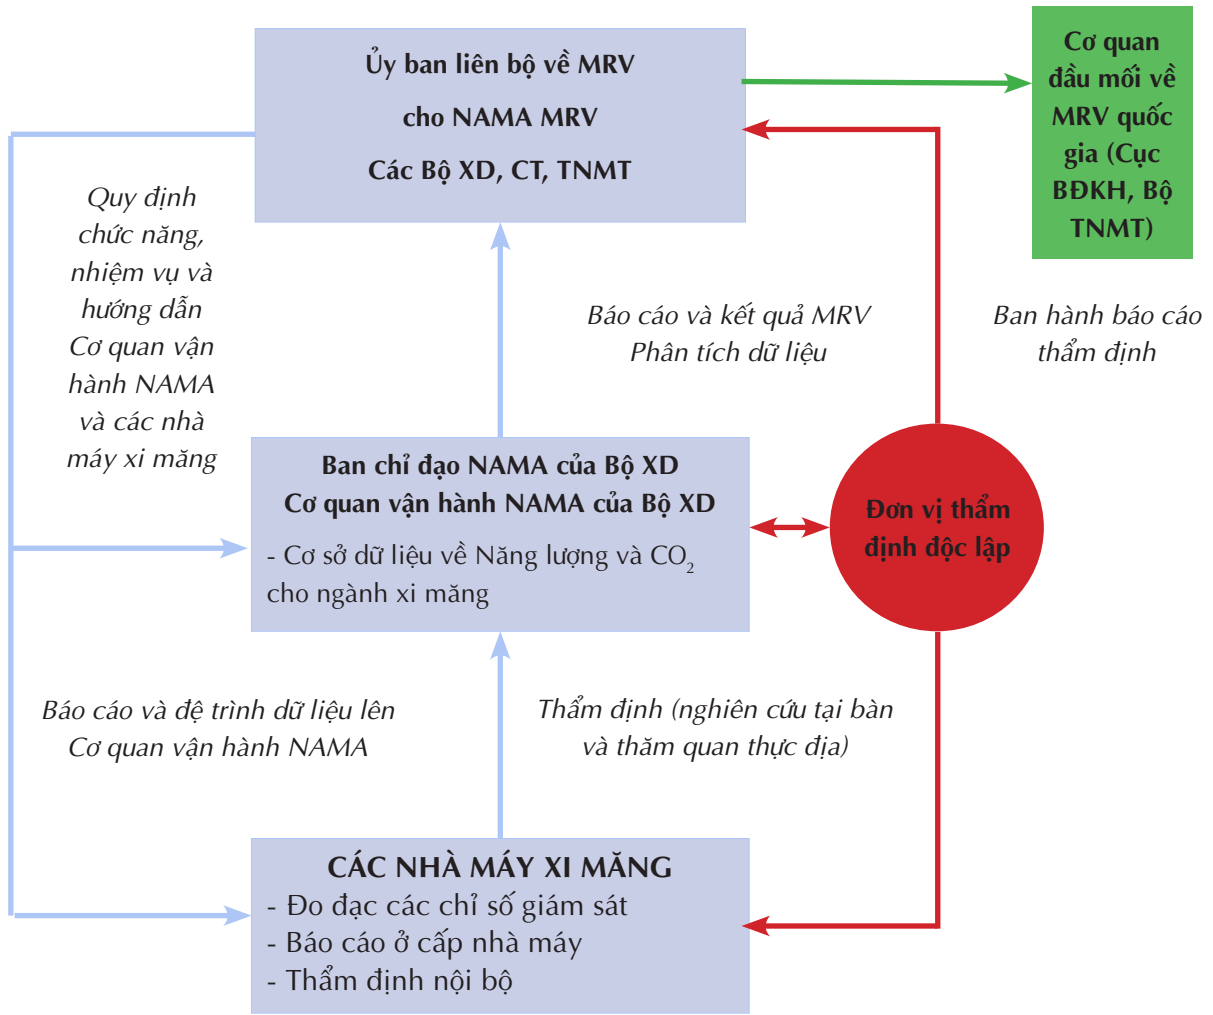 Ủy ban liên bộ về MRV
cho NAMA MRV
Các Bộ XD, CT, TNMT
Cơ quan
đầu mối về
MRV quốc
gia (Cục
BĐKH, Bộ
TNMT)
Quy định
chức năng,
nhiệm vụ và
hướng dẫn
Cơ quan vận
hành NAMA
và các nhà
máy xi măng
Báo cáo và kết quả MRV
Phân tích dữ liệu
Ban hành báo cáo
thẩm định
Ban chỉ đạo NAMA của Bộ XD
Cơ quan vận hành NAMA của Bộ XD
- Cơ sở dữ liệu về Năng lượng và CO₂
cho ngành xi măng
Đơn vị thẩm
định độc lập
Báo cáo và đệ trình dữ liệu lên
Cơ quan vận hành NAMA
Thẩm định (nghiên cứu tại bàn
và thăm quan thực địa)
CÁC NHÀ MÁY XI MĂNG
- Đo đạc các chỉ số giám sát
- Báo cáo ở cấp nhà máy
- Thẩm định nội bộ